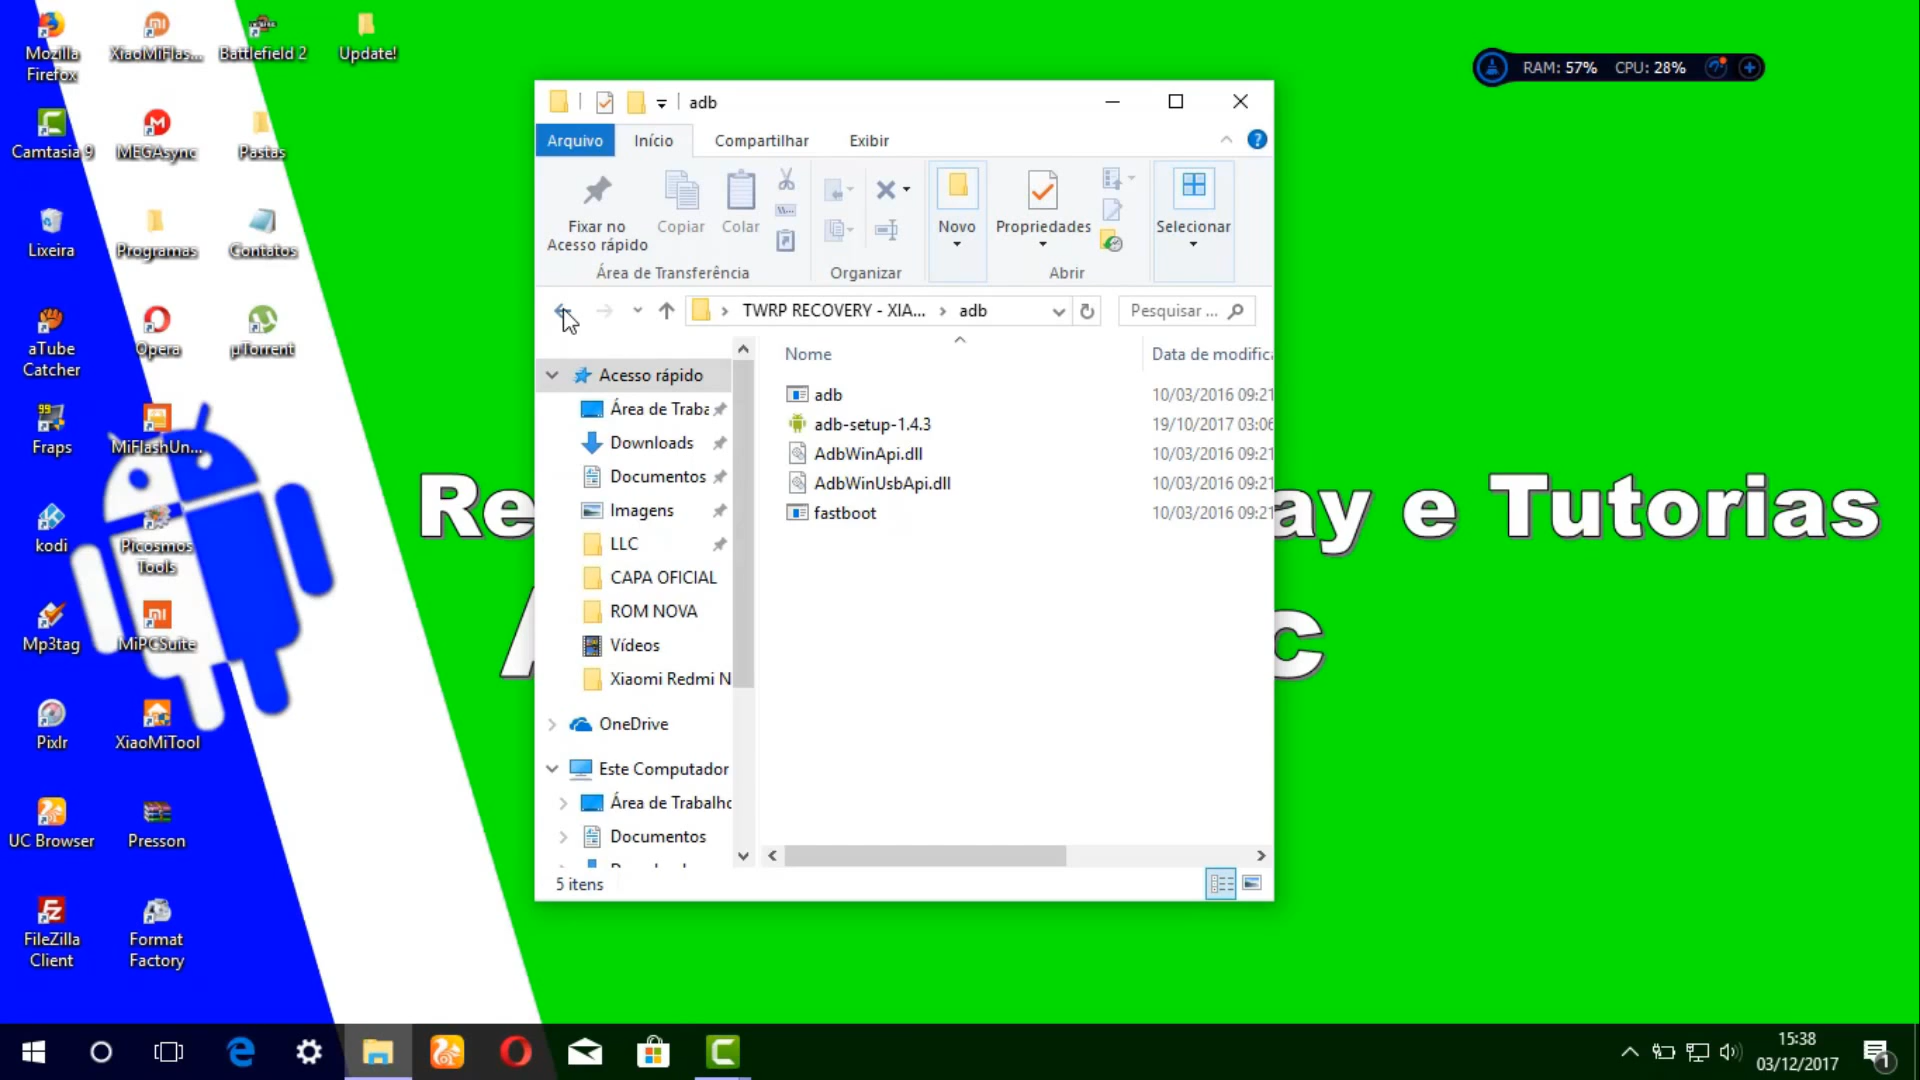 Mozilla
Firefox
XiaoMiFlas...
Battlefield 2
Update!
Camtasia 9
MEGAsync
Pastas
Lixeira
Programas
Contatos
aTube
Catcher
Opera
µTorrent
99
Fraps
MiFlashUn...
kodi
Picosmos
Tools
Mp3tag
MiPCSuite
Pixlr
XiaoMiTool
UC Browser
Presson
FileZilla
Client
Format
Factory
RAM: 57% CPU: 28%
adb
Arquivo Início Compartilhar Exibir
Fixar no
Acesso rápido
Copiar
Colar
Novo
Propriedades
Selecionar
Área de Transferência
Organizar
Abrir
TWRP RECOVERY - XIA... > adb
Pesquisar ...
Nome
Data de modifica
Acesso rápido
Área de Traba
Downloads
Documentos
Imagens
LLC
CAPA OFICIAL
ROM NOVA
Vídeos
Xiaomi Redmi N
OneDrive
Este Computador
Área de Trabalho
Documentos
adb 10/03/2016 09:21
adb-setup-1.4.3 19/10/2017 03:06
AdbWinApi.dll 10/03/2016 09:21
AdbWinUsbApi.dll 10/03/2016 09:21
fastboot 10/03/2016 09:21
5 itens
Re
ay e Tutorias
c
15:38
03/12/2017
1